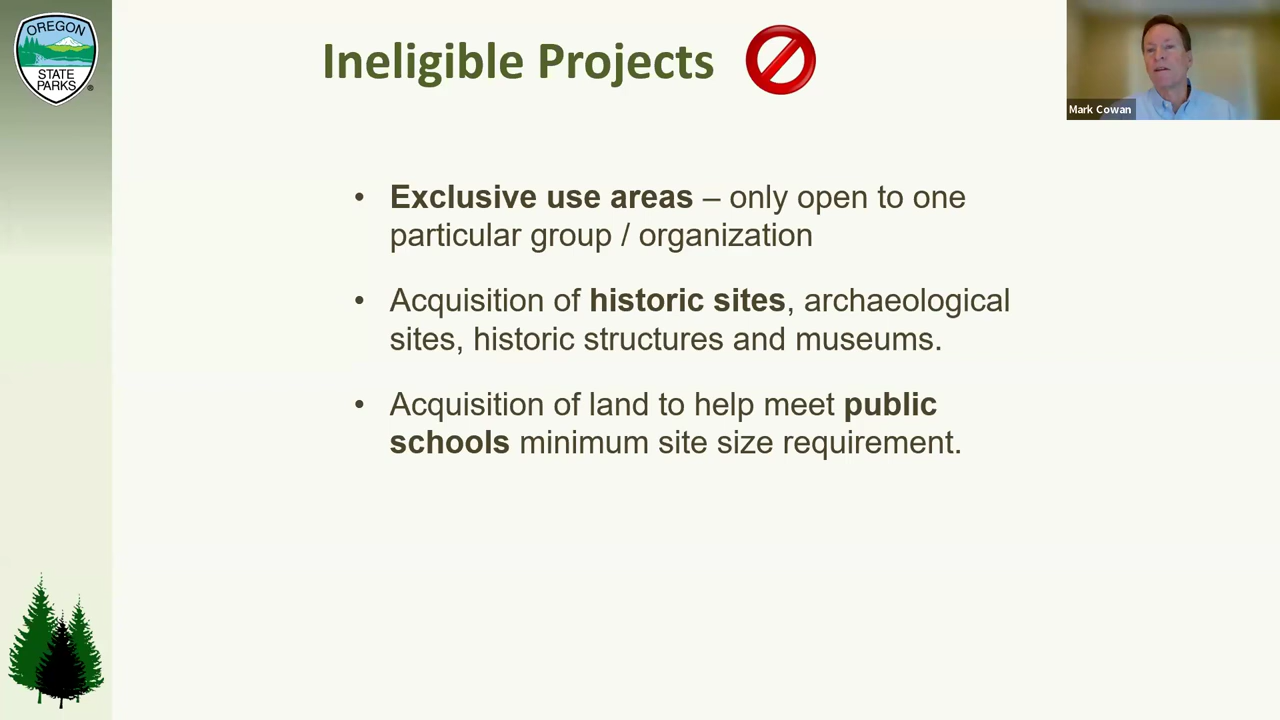 OREGON
STATE
PARKS
Ineligible Projects
Mark Cowan
• Exclusive use areas – only open to one
particular group / organization
• Acquisition of historic sites, archaeological
sites, historic structures and museums.
• Acquisition of land to help meet public
schools minimum site size requirement.